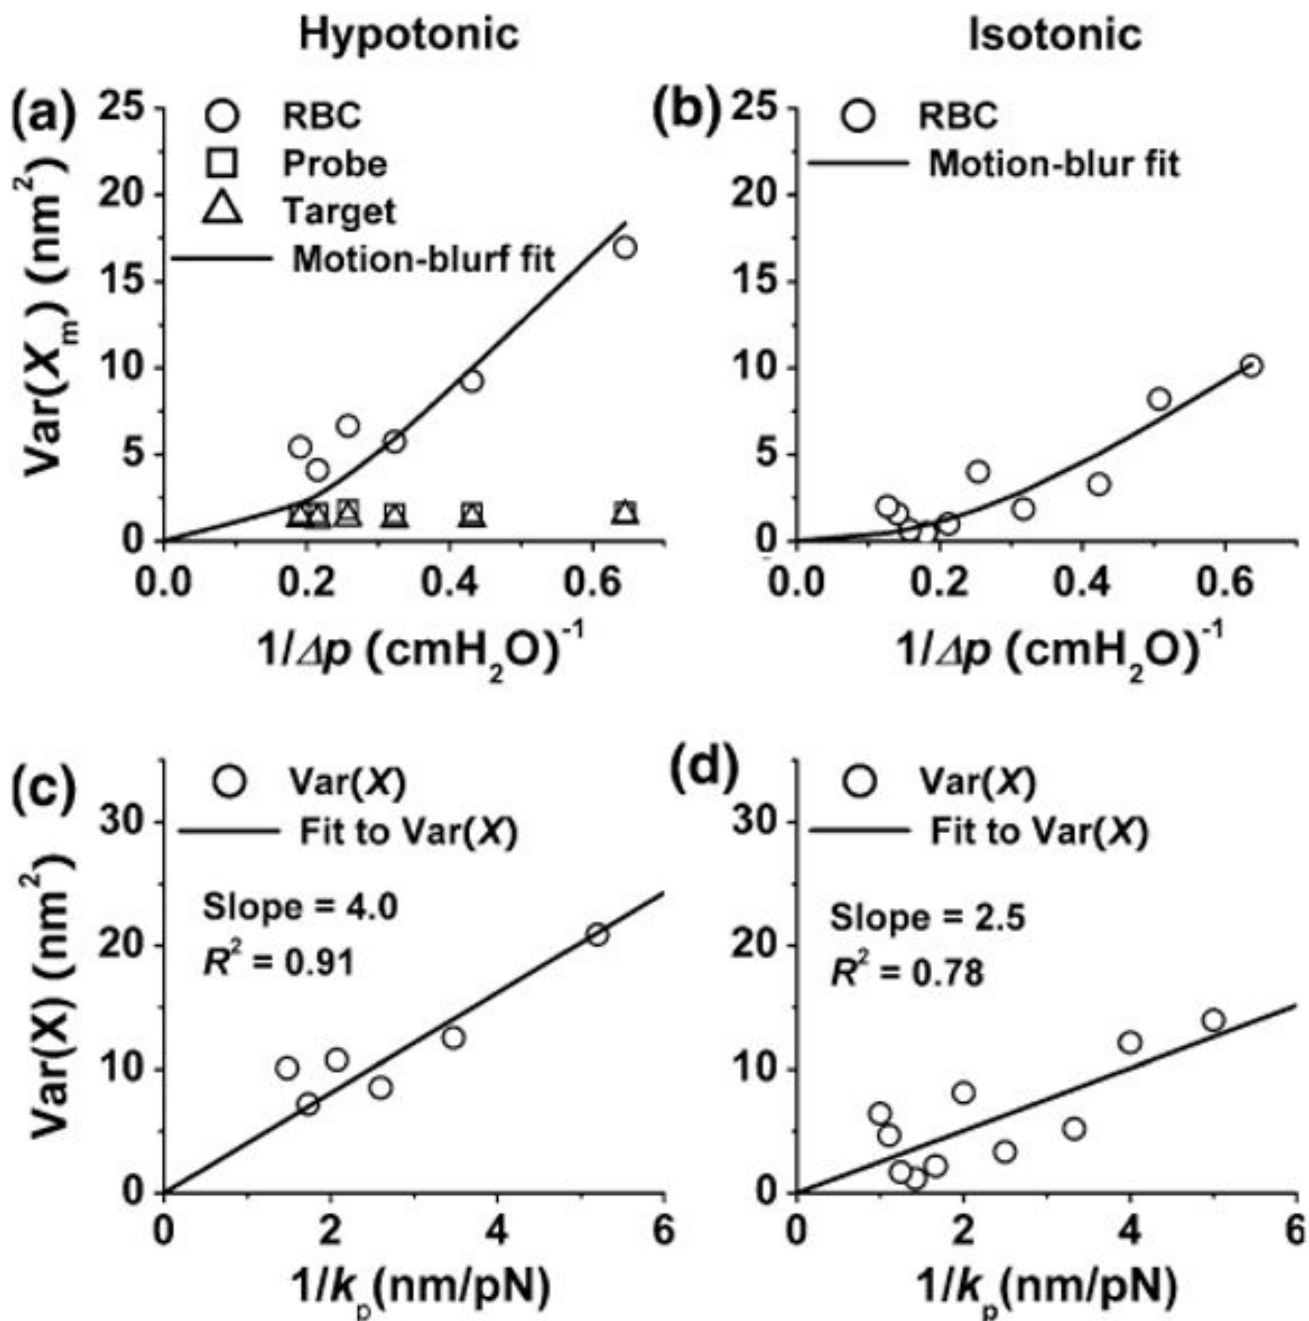 Hypotonic
Isotonic
(a)
25
20
15
10
5
0
RBC
Probe
Target
Motion-blurf fit
Var(Xₘ) (nm²)
0.0 0.2 0.4 0.6
1/Δp (cmH₂O)⁻¹
(b)
25
20
15
10
5
0
RBC
Motion-blur fit
0.0 0.2 0.4 0.6
1/Δp (cmH₂O)⁻¹
(c)
30
20
10
0
Var(X)
Fit to Var(X)
Slope = 4.0
R² = 0.91
Var(X) (nm²)
0 2 4 6
1/kₚ(nm/pN)
(d)
30
20
10
0
Var(X)
Fit to Var(X)
Slope = 2.5
R² = 0.78
0 2 4 6
1/kₚ(nm/pN)